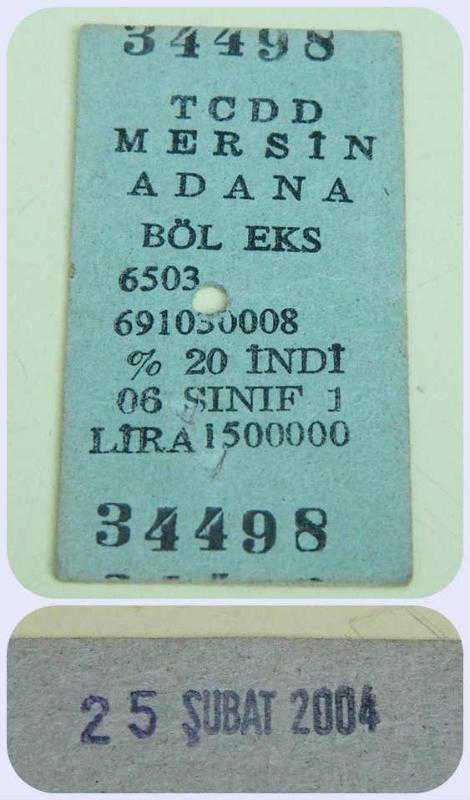 34498
TCDD
MERSİN
ADANA
BÖL EKS
6503
691030008
% 20 İNDİ
06 SINIF 1
LİRA 1500000
34498
25 ŞUBAT 2004